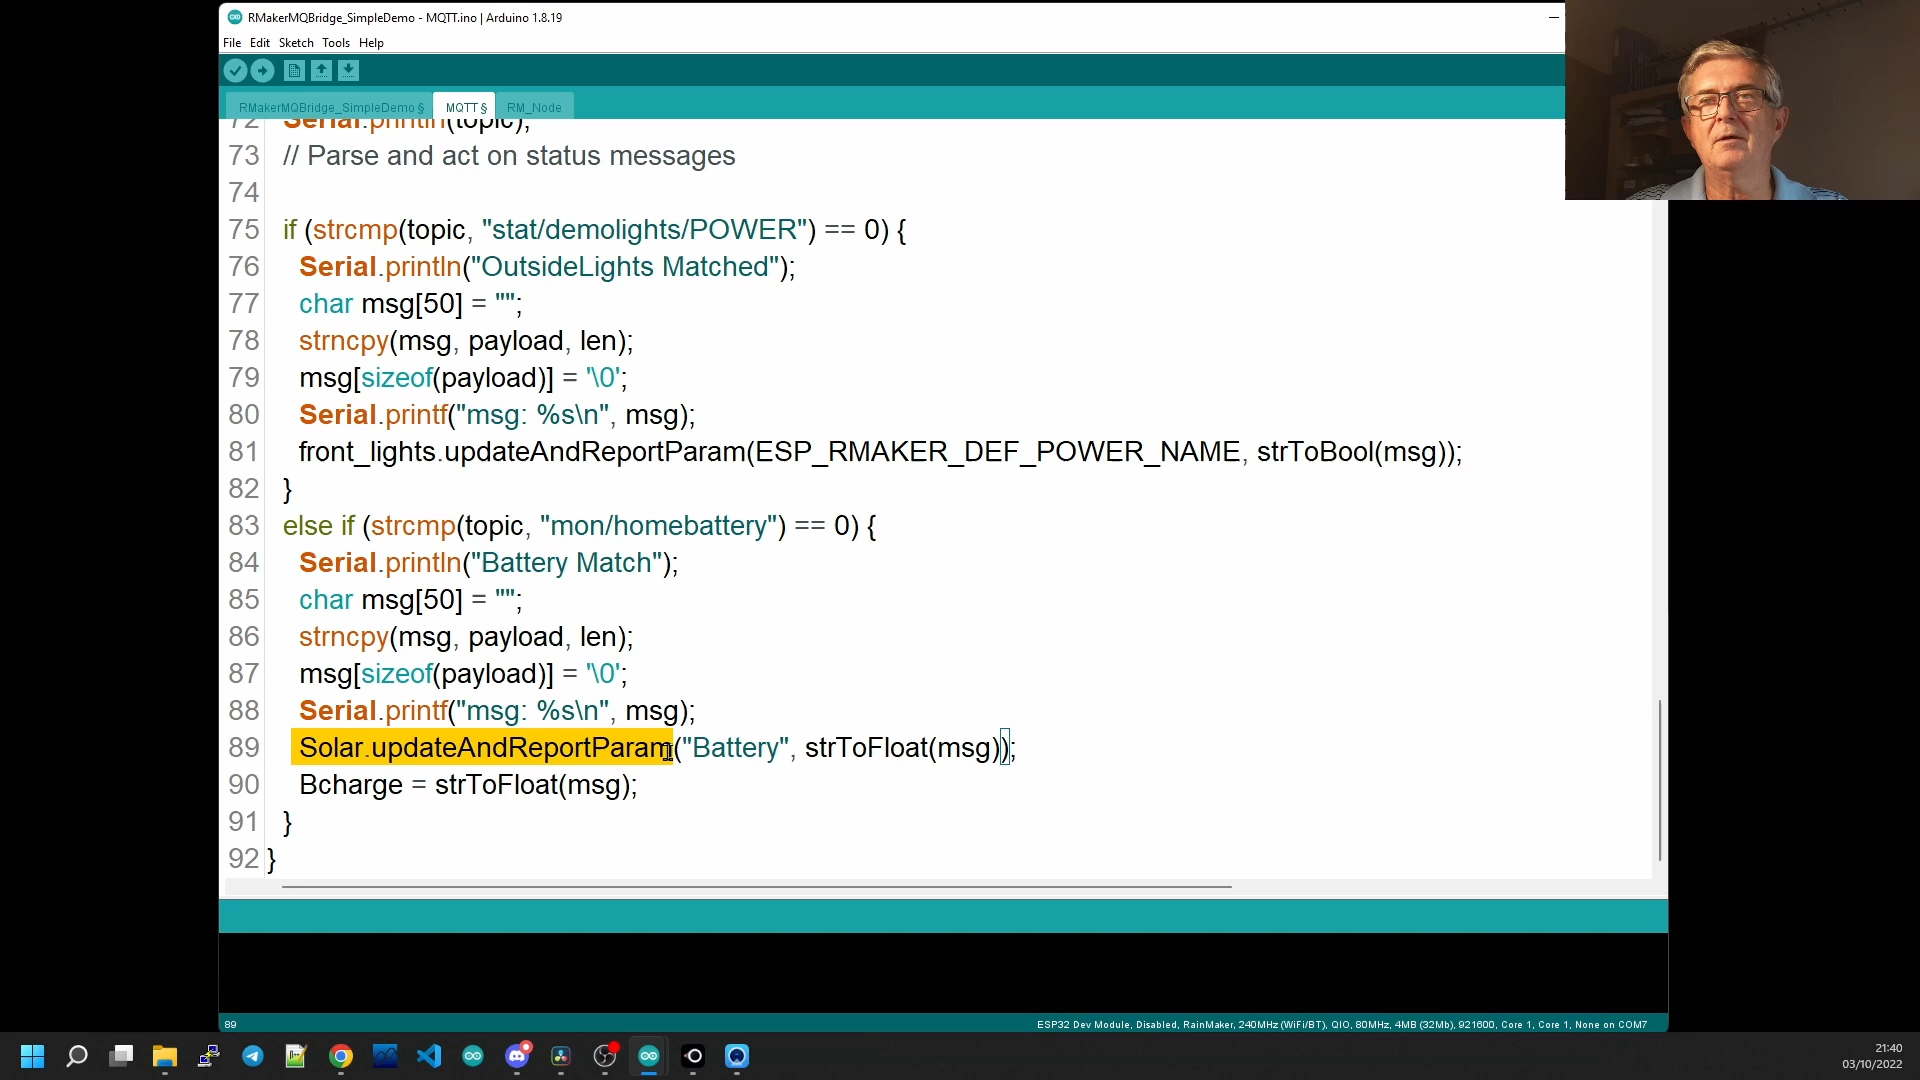 RMakerMQBridge_SimpleDemo - MQTT.ino | Arduino 1.8.19
File Edit Sketch Tools Help
RMakerMQBridge_SimpleDemo § MQTT § RM_Node
72 Serial.println(topic);
73 // Parse and act on status messages
74
75 if (strcmp(topic, "stat/demolights/POWER") == 0) {
76 Serial.println("OutsideLights Matched");
77 char msg[50] = "";
78 strncpy(msg, payload, len);
79 msg[sizeof(payload)] = '\0';
80 Serial.printf("msg: %s\n", msg);
81 front_lights.updateAndReportParam(ESP_RMAKER_DEF_POWER_NAME, strToBool(msg));
82 }
83 else if (strcmp(topic, "mon/homebattery") == 0) {
84 Serial.println("Battery Match");
85 char msg[50] = "";
86 strncpy(msg, payload, len);
87 msg[sizeof(payload)] = '\0';
88 Serial.printf("msg: %s\n", msg);
89 Solar.updateAndReportParam("Battery", strToFloat(msg));
90 Bcharge = strToFloat(msg);
91 }
92 }
89 ESP32 Dev Module, Disabled, RainMaker, 240MHz (WiFi/BT), QIO, 80MHz, 4MB (32Mb), 921600, Core 1, Core 1, None on COM7
21:40
03/10/2022